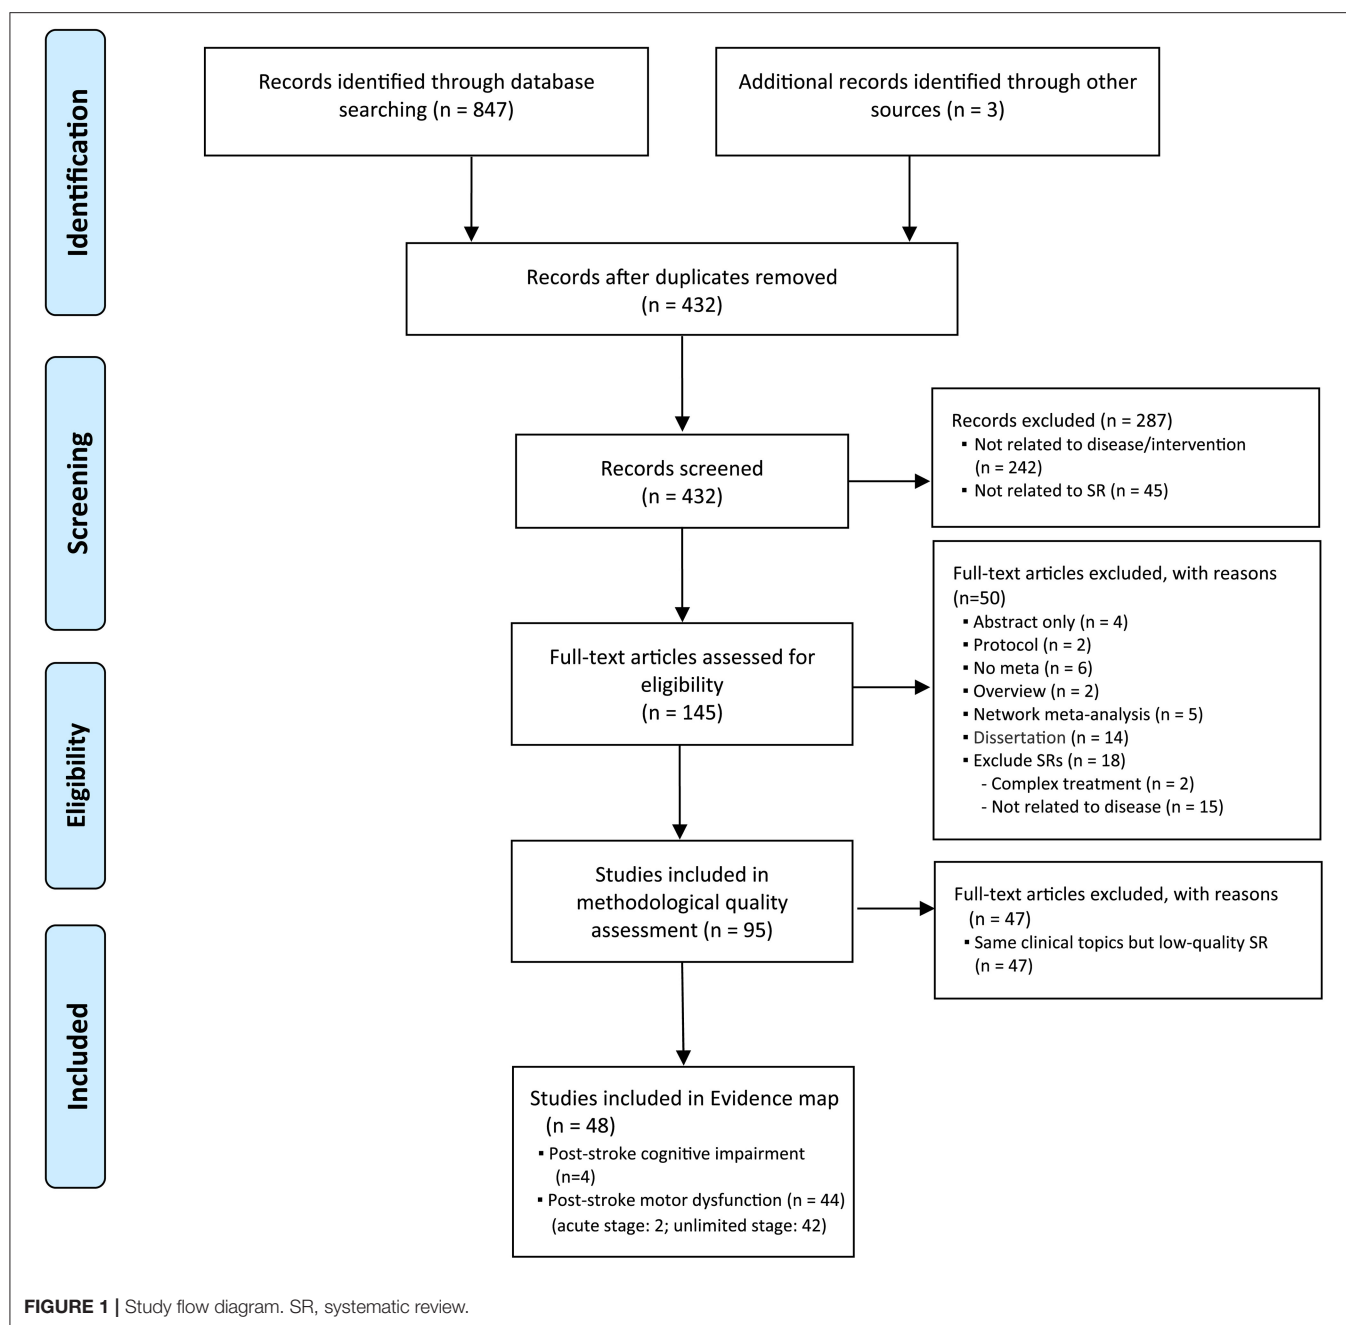 Identification
Records identified through database
searching (n = 847)
Additional records identified through other
sources (n = 3)
Records after duplicates removed
(n = 432)
Screening
Records screened
(n = 432)
Records excluded (n = 287)
▪ Not related to disease/intervention
(n = 242)
▪ Not related to SR (n = 45)
Eligibility
Full-text articles assessed for
eligibility
(n = 145)
Full-text articles excluded, with reasons
(n=50)
▪ Abstract only (n = 4)
▪ Protocol (n = 2)
▪ No meta (n = 6)
▪ Overview (n = 2)
▪ Network meta-analysis (n = 5)
▪ Dissertation (n = 14)
▪ Exclude SRs (n = 18)
- Complex treatment (n = 2)
- Not related to disease (n = 15)
Studies included in
methodological quality
assessment (n = 95)
Full-text articles excluded, with reasons
(n = 47)
▪ Same clinical topics but low-quality SR
(n = 47)
Included
Studies included in Evidence map
(n = 48)
▪ Post-stroke cognitive impairment
(n=4)
▪ Post-stroke motor dysfunction (n = 44)
(acute stage: 2; unlimited stage: 42)
FIGURE 1 | Study flow diagram. SR, systematic review.